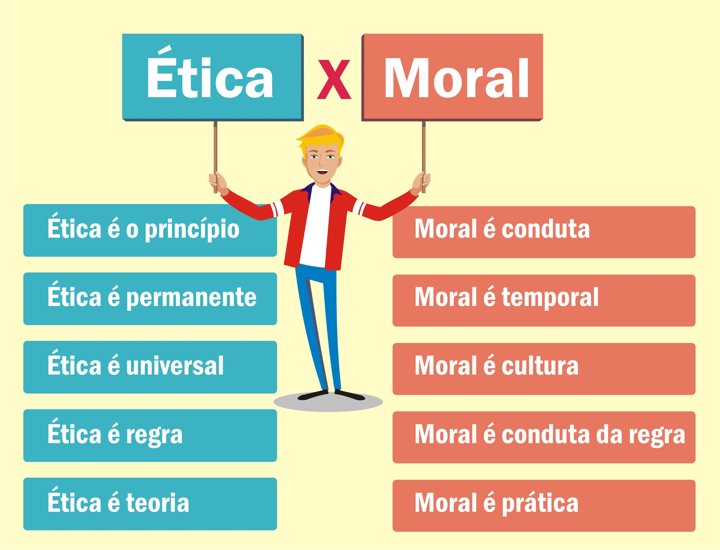 Ética X Moral
Ética é o princípio
Moral é conduta
Ética é permanente
Moral é temporal
Ética é universal
Moral é cultura
Ética é regra
Moral é conduta da regra
Ética é teoria
Moral é prática